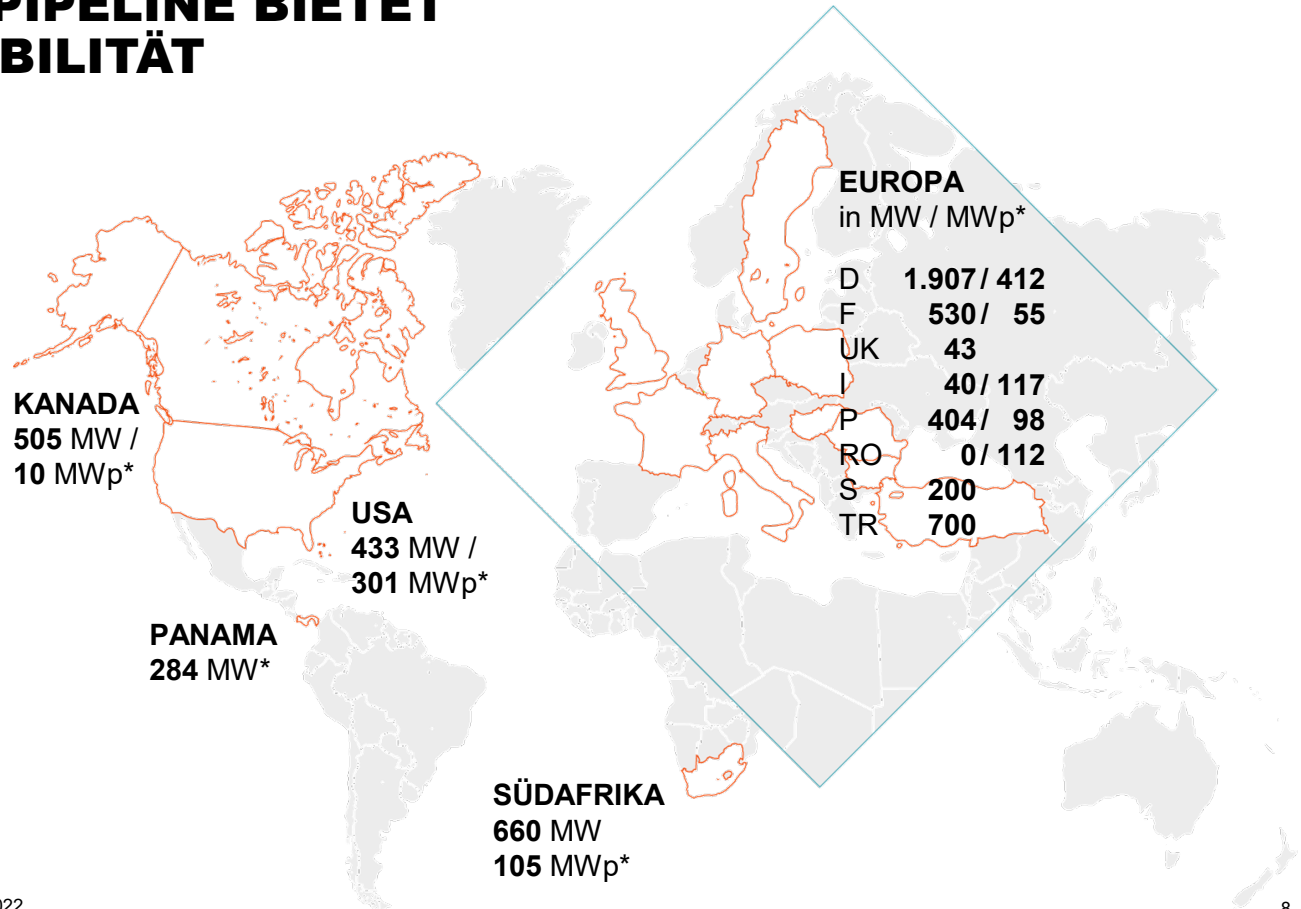 PIPELINE BIETET
BILITÄT
EUROPA
in MW / MWp*
D 1.907 / 412
F 530 / 55
UK 43
I 40 / 117
P 404 / 98
RO 0 / 112
S 200
TR 700
KANADA
505 MW /
10 MWp*
USA
433 MW /
301 MWp*
PANAMA
284 MW*
SÜDAFRIKA
660 MW
105 MWp*
022
8